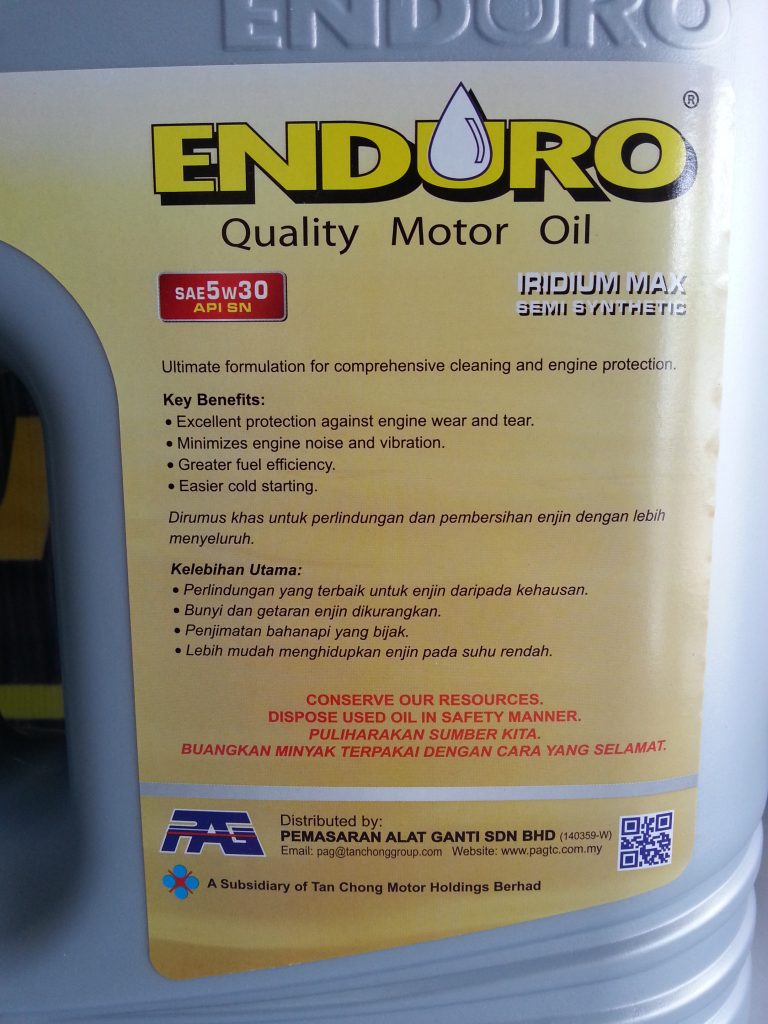 ENDURO
ENDURO®
Quality Motor Oil
SAE5W30
API SN
IRIDIUM MAX
SEMI SYNTHETIC
Ultimate formulation for comprehensive cleaning and engine protection.
Key Benefits:
• Excellent protection against engine wear and tear.
• Minimizes engine noise and vibration.
• Greater fuel efficiency.
• Easier cold starting.
Dirumus khas untuk perlindungan dan pembersihan enjin dengan lebih
menyeluruh.
Kelebihan Utama:
• Perlindungan yang terbaik untuk enjin daripada kehausan.
• Bunyi dan getaran enjin dikurangkan.
• Penjimatan bahanapi yang bijak.
• Lebih mudah menghidupkan enjin pada suhu rendah.
CONSERVE OUR RESOURCES.
DISPOSE USED OIL IN SAFETY MANNER.
PULIHARAKAN SUMBER KITA.
BUANGKAN MINYAK TERPAKAI DENGAN CARA YANG SELAMAT.
PAG
Distributed by:
PEMASARAN ALAT GANTI SDN BHD (140359-W)
Email: pag@tanchonggroup.com Website: www.pagtc.com.my
A Subsidiary of Tan Chong Motor Holdings Berhad